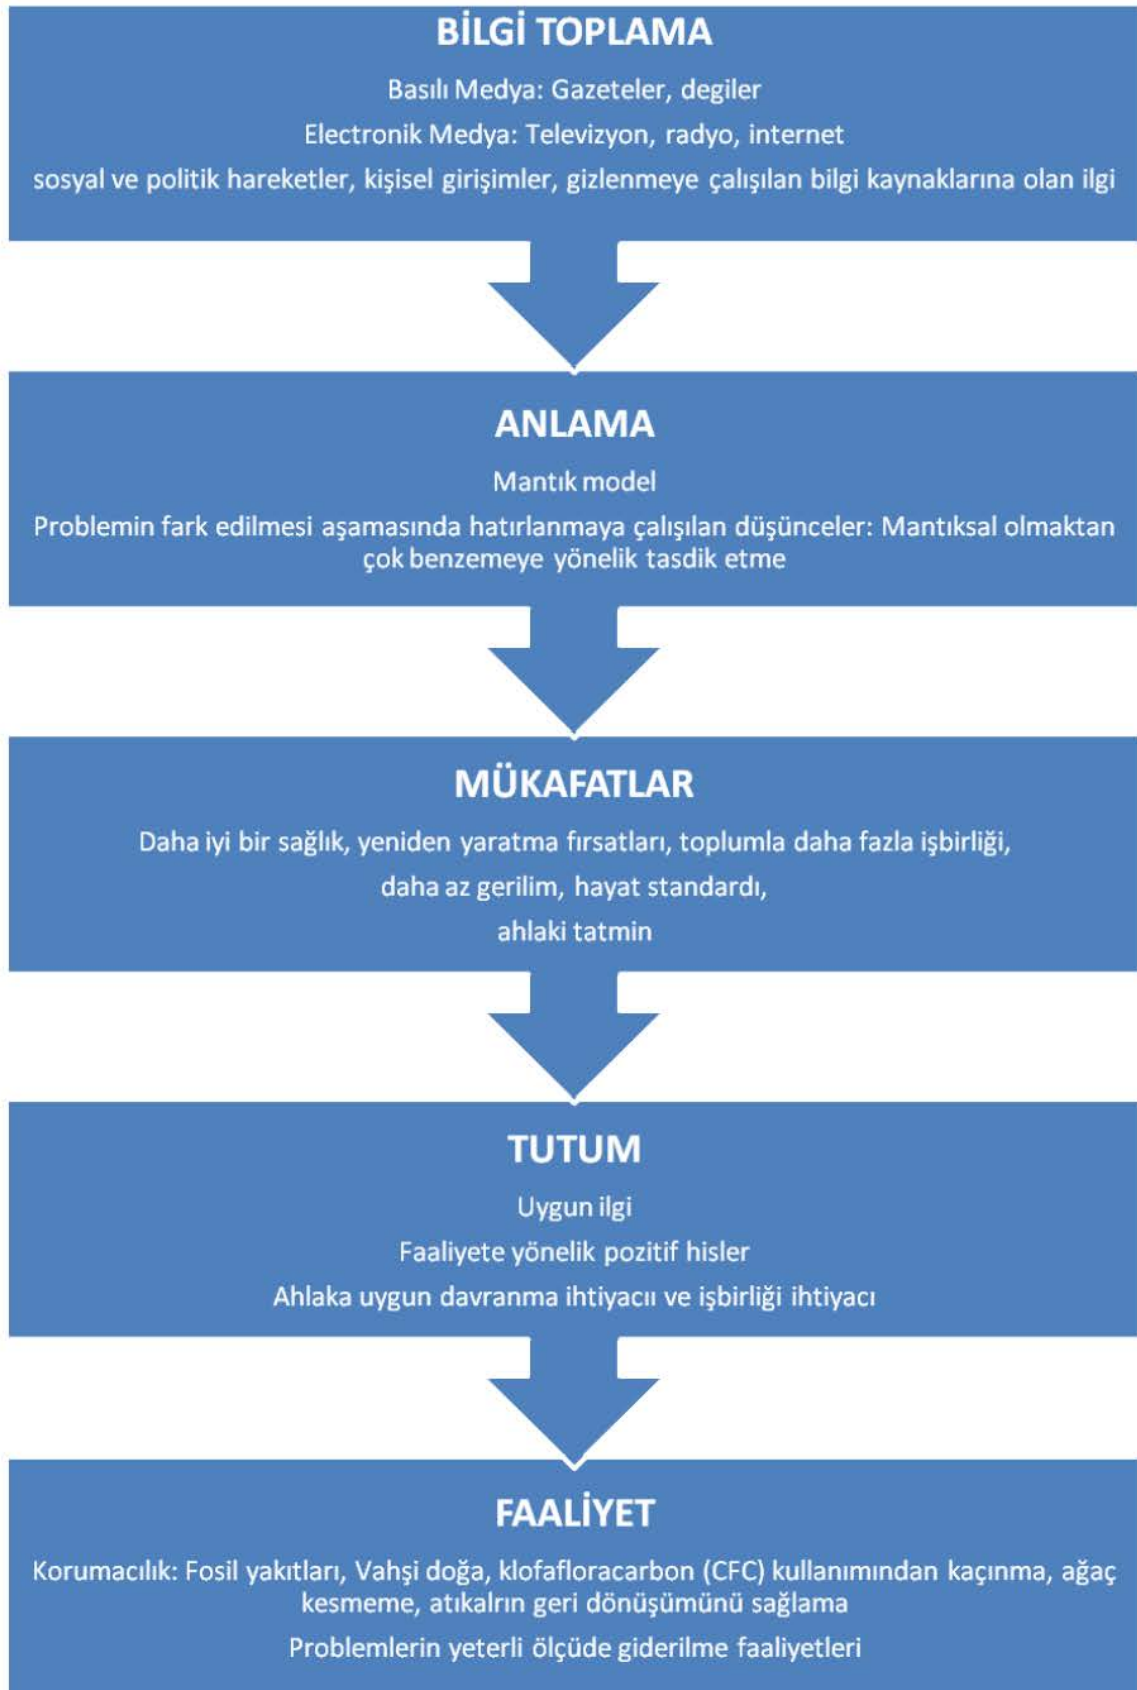 BİLGİ TOPLAMA
Basılı Medya: Gazeteler, degiler
Electronik Medya: Televizyon, radyo, internet
sosyal ve politik hareketler, kişisel girişimler, gizlenmeye çalışılan bilgi kaynaklarına olan ilgi
ANLAMA
Mantık model
Problemin fark edilmesi aşamasında hatırlanmaya çalışılan düşünceler: Mantıksal olmaktan
çok benzemeye yönelik tasdik etme
MÜKAFATLAR
Daha iyi bir sağlık, yeniden yaratma fırsatları, toplumla daha fazla işbirliği,
daha az gerilim, hayat standardı,
ahlaki tatmin
TUTUM
Uygun ilgi
Faaliyete yönelik pozitif hisler
Ahlaka uygun davranma ihtiyacıı ve işbirliği ihtiyacı
FAALİYET
Korumacılık: Fosil yakıtları, Vahşi doğa, klofafloracarbon (CFC) kullanımından kaçınma, ağaç
kesmeme, atıkalrın geri dönüşümünü sağlama
Problemlerin yeterli ölçüde giderilme faaliyetleri